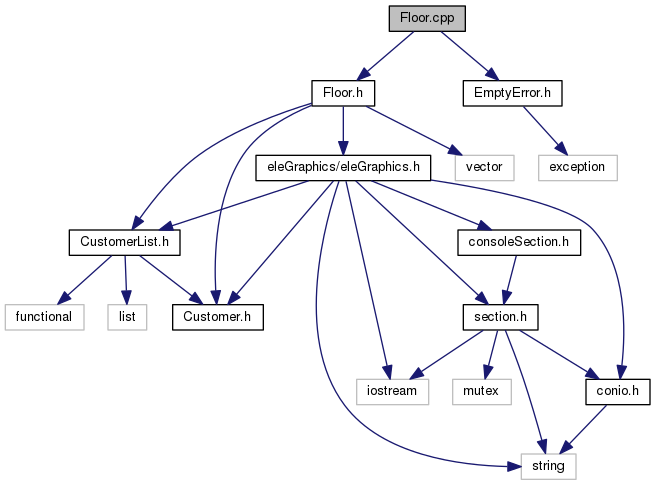 Floor.cpp
Floor.h
EmptyError.h
eleGraphics/eleGraphics.h
vector
exception
CustomerList.h
consoleSection.h
functional
list
Customer.h
section.h
iostream
mutex
conio.h
string